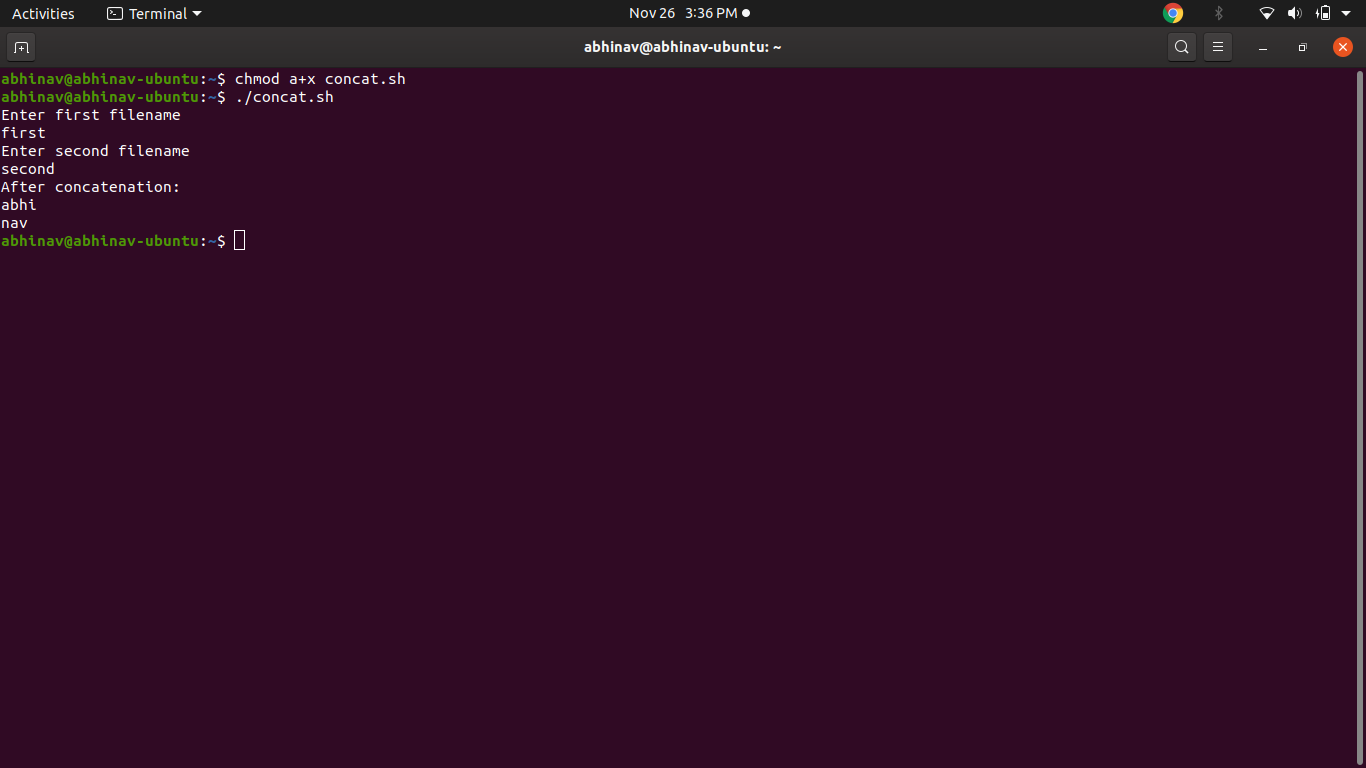 Activities Terminal Nov 26 3:36 PM
abhinav@abhinav-ubuntu: ~
abhinav@abhinav-ubuntu:~$ chmod a+x concat.sh
abhinav@abhinav-ubuntu:~$ ./concat.sh
Enter first filename
first
Enter second filename
second
After concatenation:
abhi
nav
abhinav@abhinav-ubuntu:~$